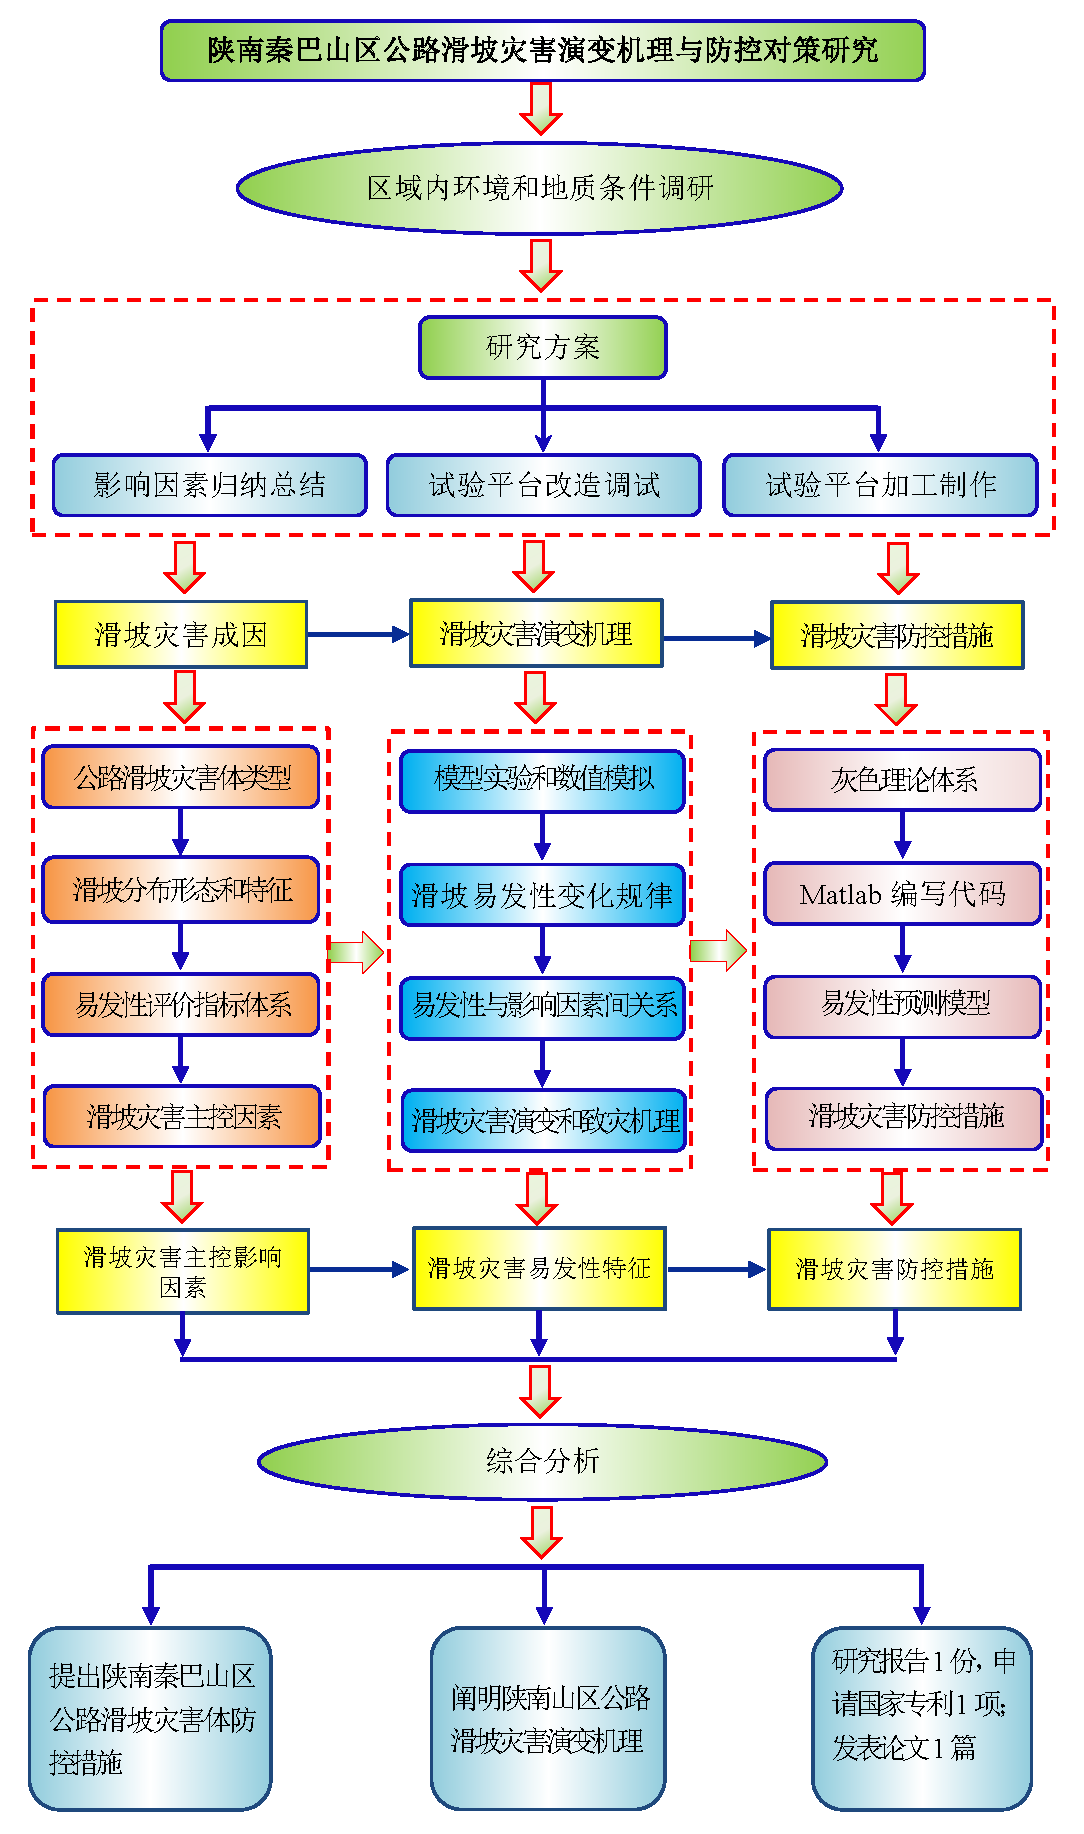 陕南秦巴山区公路滑坡灾害演变机理与防控对策研究
区域内环境和地质条件调研
研究方案
影响因素归纳总结
试验平台改造调试
试验平台加工制作
滑坡灾害成因
滑坡灾害演变机理
滑坡灾害防控措施
公路滑坡灾害体类型
滑坡分布形态和特征
易发性评价指标体系
滑坡灾害主控因素
模型实验和数值模拟
滑坡易发性变化规律
易发性与影响因素间关系
滑坡灾害演变和致灾机理
灰色理论体系
Matlab 编写代码
易发性预测模型
滑坡灾害防控措施
滑坡灾害主控影响
因素
滑坡灾害易发性特征
滑坡灾害防控措施
综合分析
提出陕南秦巴山区
公路滑坡灾害体防
控措施
阐明陕南山区公路
滑坡灾害演变机理
研究报告1份，申
请国家专利1项；
发表论文1篇